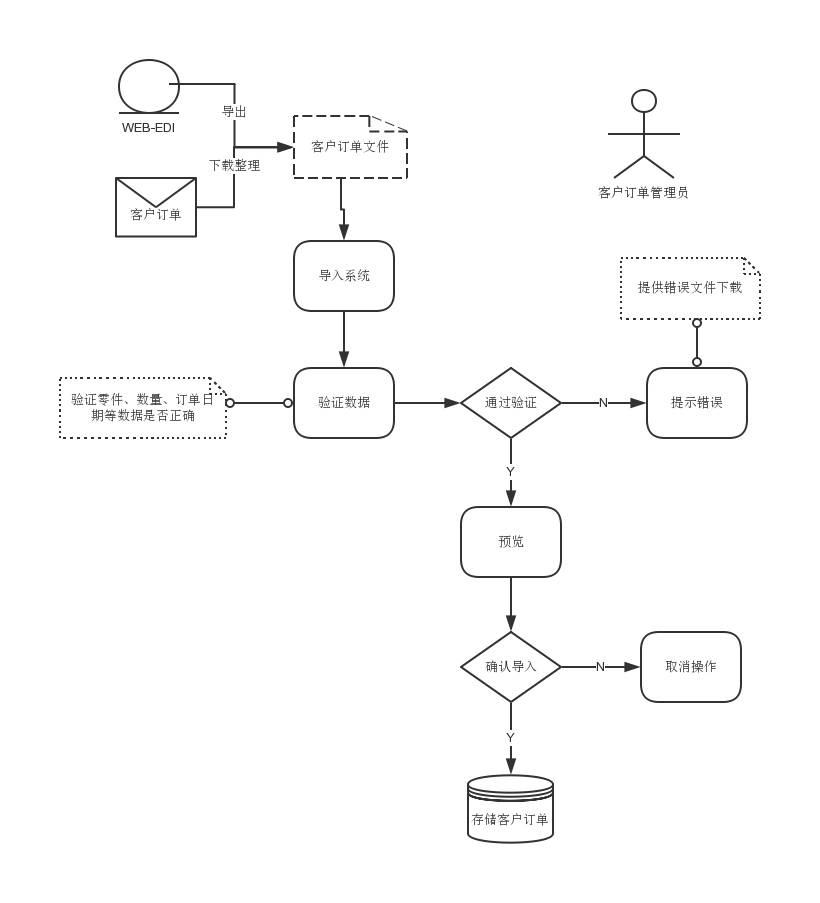 导出
WEB-EDI
客户订单文件
下载整理
客户订单管理员
客户订单
导入系统
提供错误文件下载
验证零件、数量、订单日
期等数据是否正确
验证数据
通过验证
N
提示错误
Y
预览
确认导入
N
取消操作
Y
存储客户订单